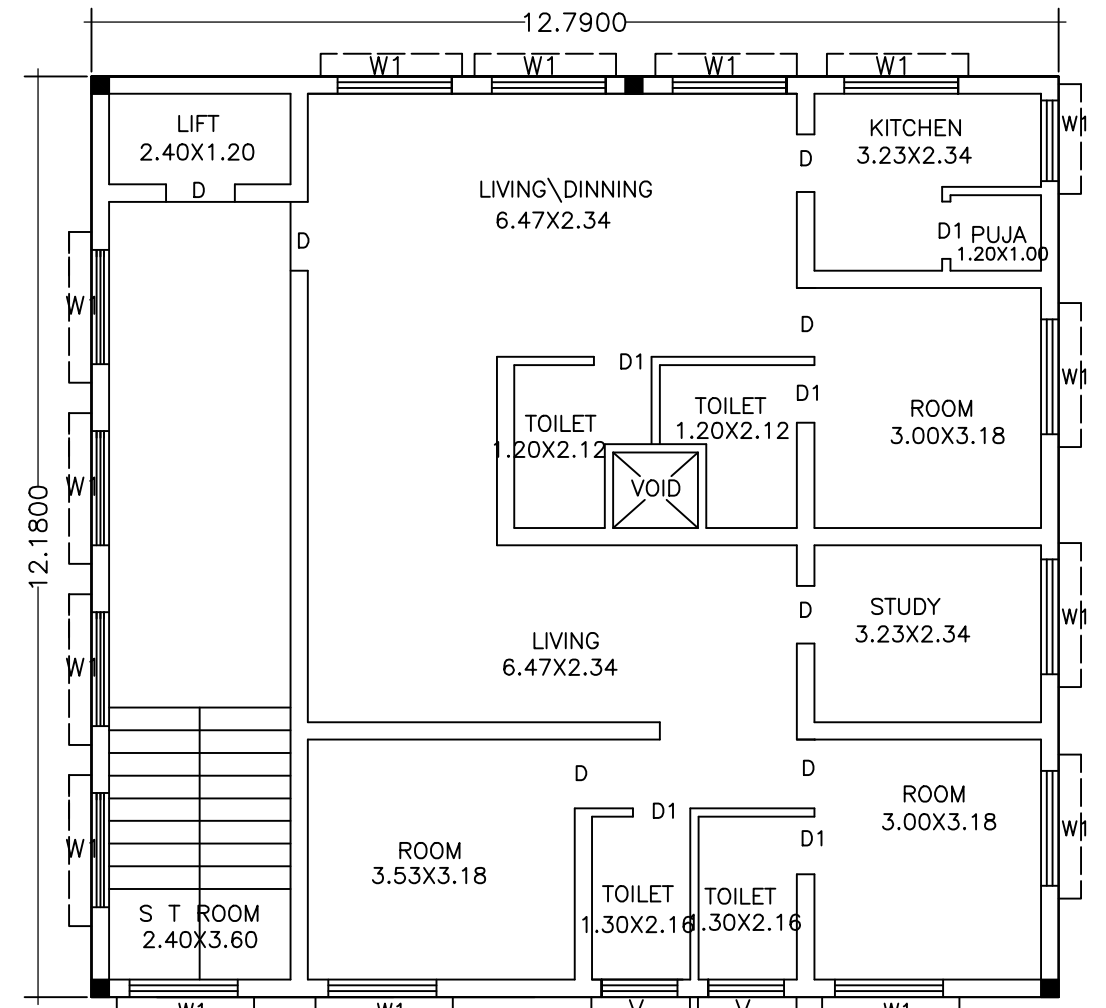 12.7900
W1
W1
W1
W1
LIFT
2.40X1.20
D
KITCHEN
3.23X2.34
W1
D
LIVING\DINNING
6.47X2.34
D
D1
PUJA
1.20X1.00
W1
D
D1
D1
TOILET
1.20X2.12
TOILET
1.20X2.12
ROOM
3.00X3.18
W1
VOID
W1
12.1800
D
STUDY
3.23X2.34
W1
LIVING
6.47X2.34
W1
D
D
D1
D1
ROOM
3.00X3.18
W1
W1
ROOM
3.53X3.18
TOILET
1.30X2.16
TOILET
1.30X2.16
S T ROOM
2.40X3.60
W1
W1
V
V
W1